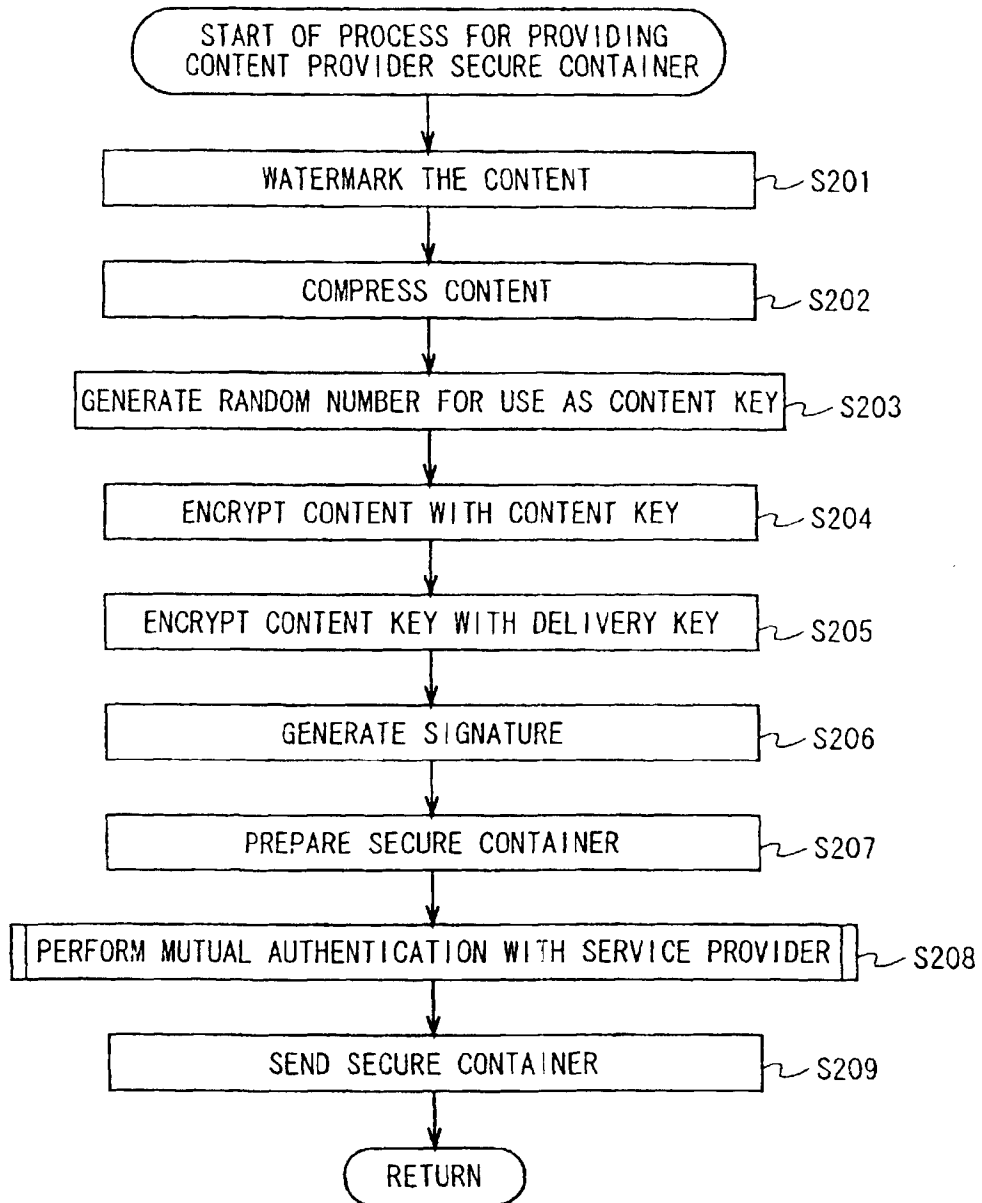 START OF PROCESS FOR PROVIDING
CONTENT PROVIDER SECURE CONTAINER
WATERMARK THE CONTENT
S201
COMPRESS CONTENT
S202
GENERATE RANDOM NUMBER FOR USE AS CONTENT KEY
S203
ENCRYPT CONTENT WITH CONTENT KEY
S204
ENCRYPT CONTENT KEY WITH DELIVERY KEY
S205
GENERATE SIGNATURE
S206
PREPARE SECURE CONTAINER
S207
PERFORM MUTUAL AUTHENTICATION WITH SERVICE PROVIDER
S208
SEND SECURE CONTAINER
S209
RETURN